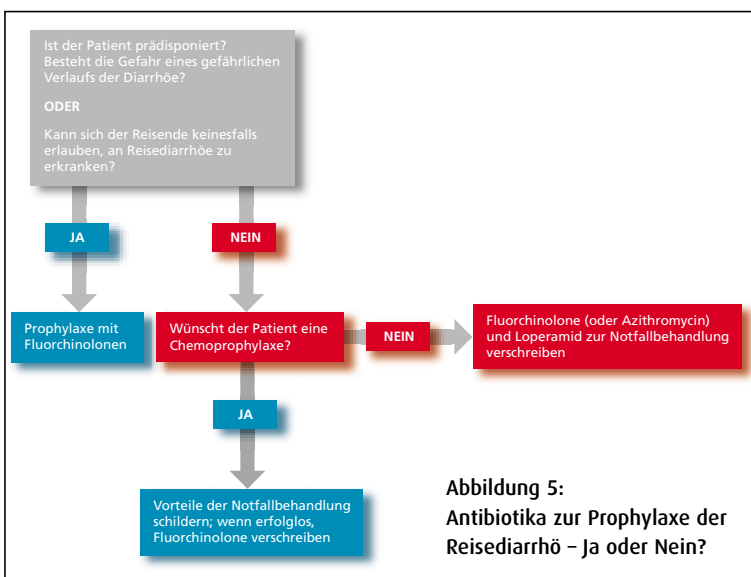 Ist der Patient prädisponiert?
Besteht die Gefahr eines gefährlichen
Verlaufs der Diarrhöe?
ODER
Kann sich der Reisende keinesfalls
erlauben, an Reisediarrhöe zu
erkranken?
JA
NEIN
Prophylaxe mit
Fluorchinolonen
Wünscht der Patient eine
Chemoprophylaxe?
NEIN
Fluorchinolone (oder Azithromycin)
und Loperamid zur Notfallbehandlung
verschreiben
JA
Vorteile der Notfallbehandlung
schildern; wenn erfolglos,
Fluorchinolone verschreiben
Abbildung 5:
Antibiotika zur Prophylaxe der
Reisediarrhö – Ja oder Nein?